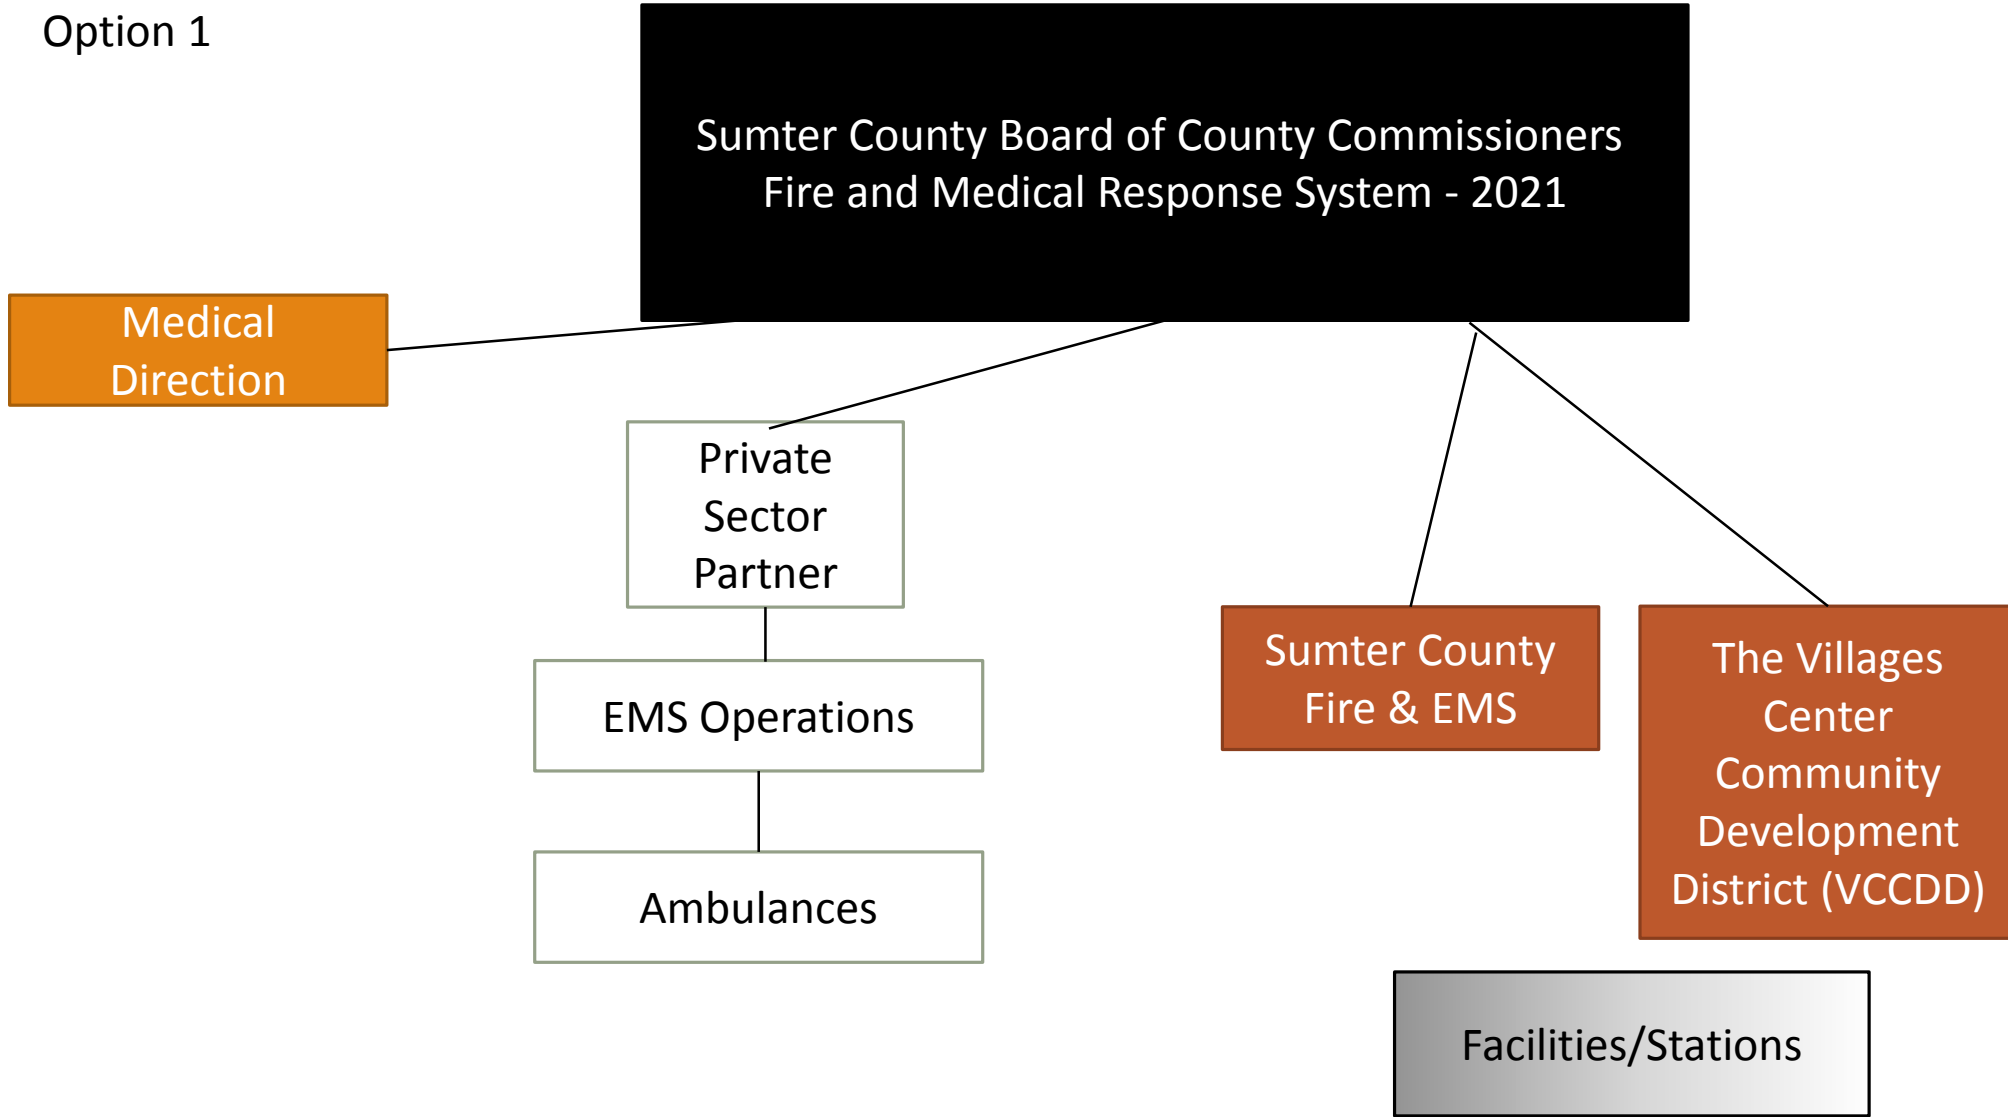 Option 1
Sumter County Board of County Commissioners
Fire and Medical Response System - 2021
Medical
Direction
Private
Sector
Partner
EMS Operations
Ambulances
Sumter County
Fire & EMS
The Villages
Center
Community
Development
District (VCCDD)
Facilities/Stations